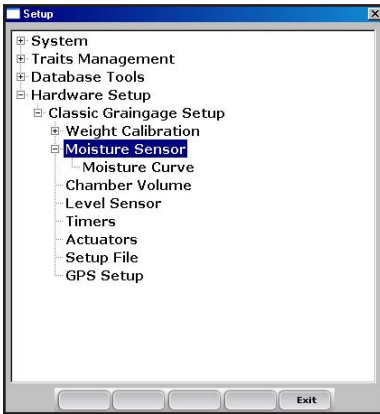 Setup
System
Traits Management
Database Tools
Hardware Setup
Classic Graingage Setup
Weight Calibration
Moisture Sensor
Moisture Curve
Chamber Volume
Level Sensor
Timers
Actuators
Setup File
GPS Setup
Exit